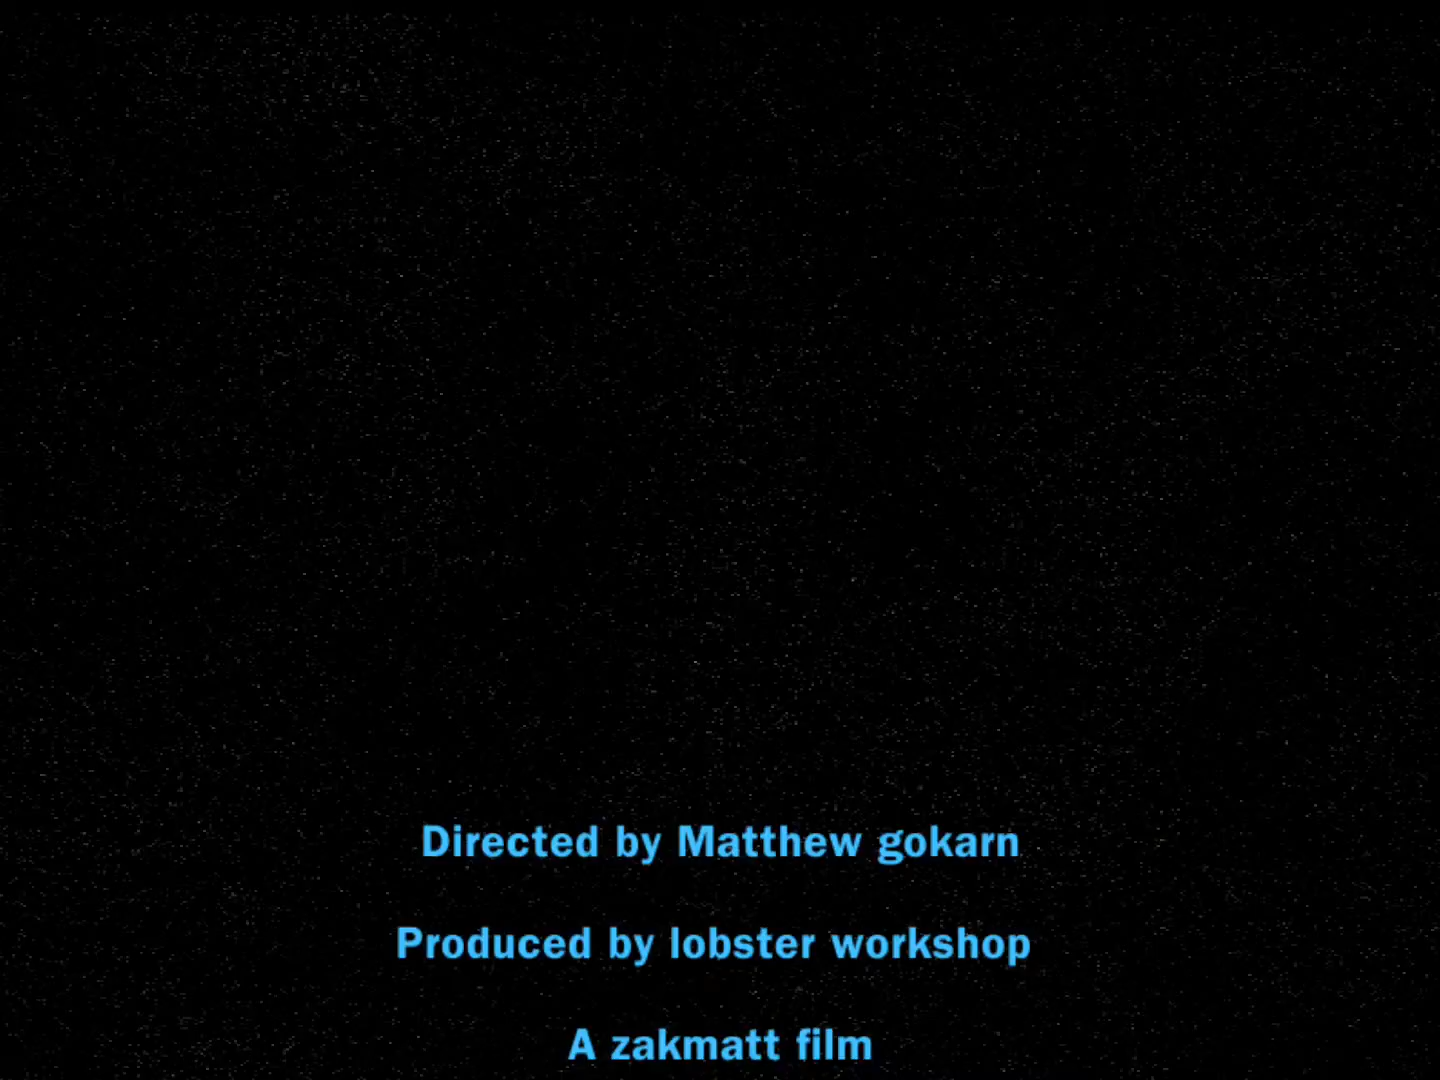 Directed by Matthew gokarn
Produced by lobster workshop
A zakmatt film